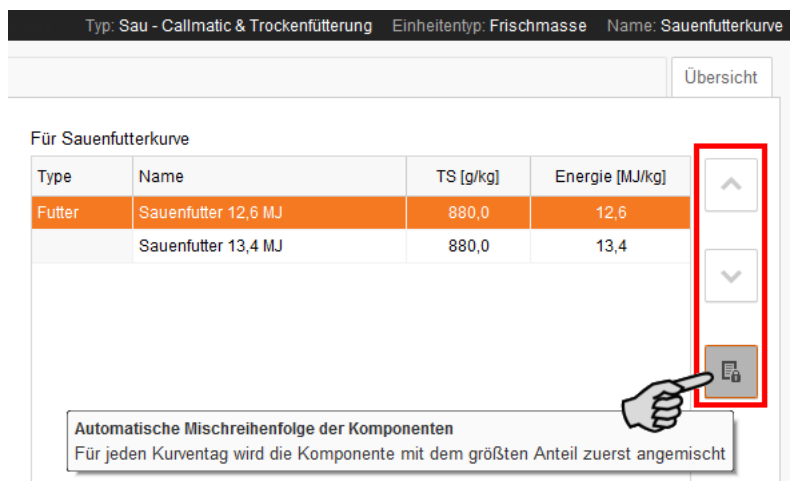 Typ: Sau - Callmatic & Trockenfütterung Einheitentyp: Frischmasse Name: Sauenfutterkurve
Übersicht
Für Sauenfutterkurve
Type Name TS [g/kg] Energie [MJ/kg]
Futter Sauenfutter 12,6 MJ 880,0 12,6
Sauenfutter 13,4 MJ 880,0 13,4
Automatische Mischreihenfolge der Komponenten
Für jeden Kurventag wird die Komponente mit dem größten Anteil zuerst angemischt